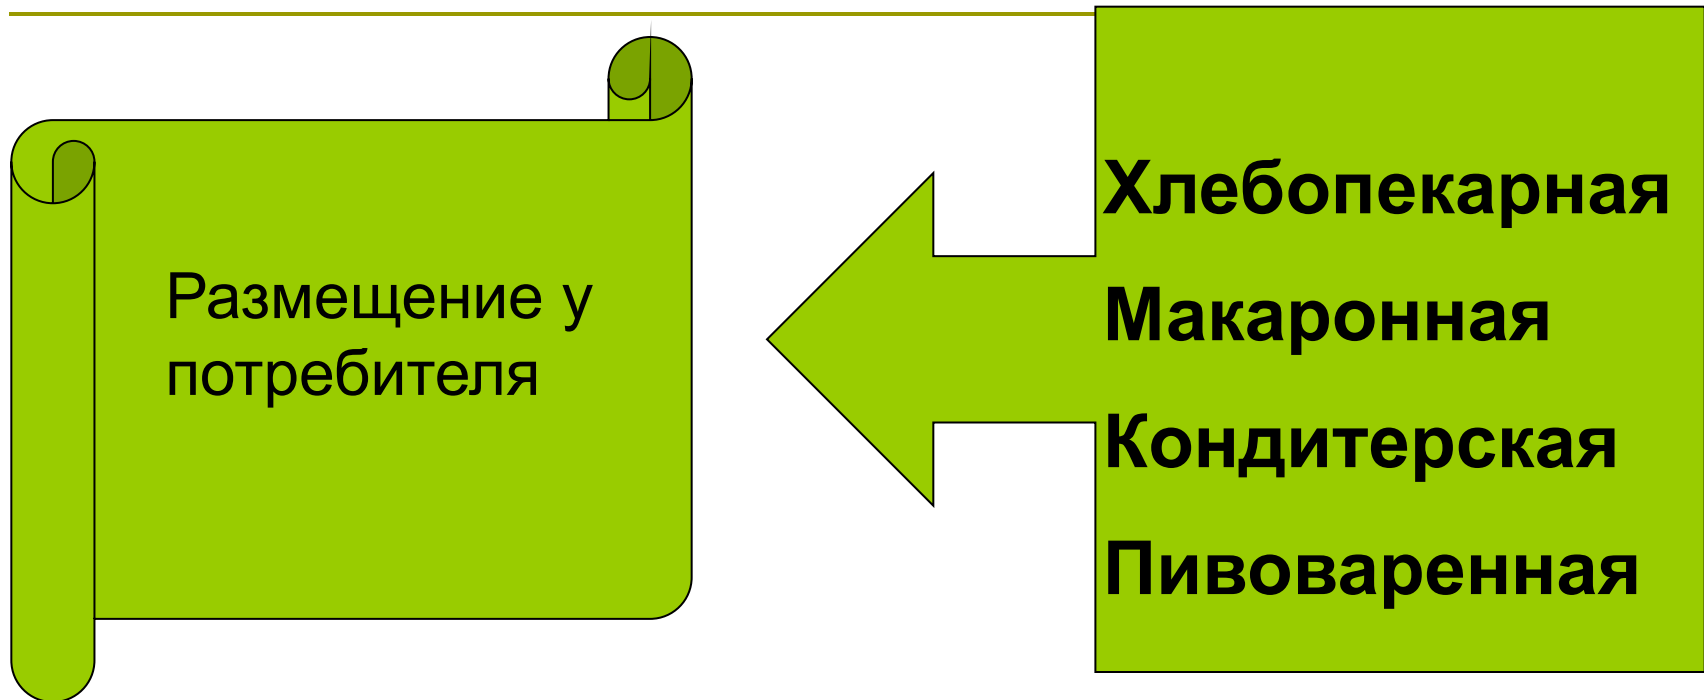 Размещение у
потребителя
Хлебопекарная
Макаронная
Кондитерская
Пивоваренная